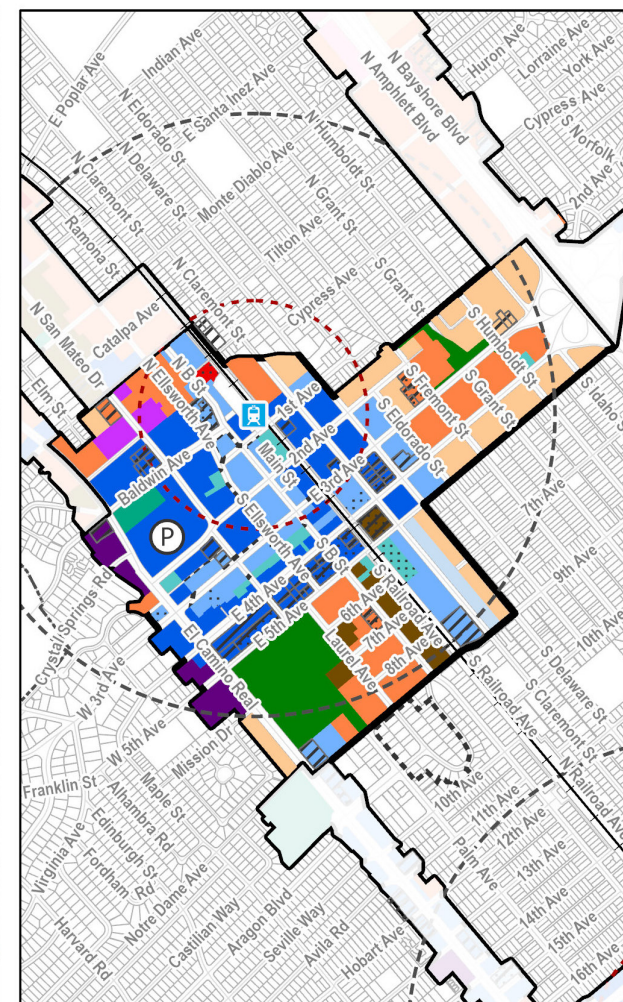 Indian Ave
E Poplar Ave
N Eldorado St
E Santa Inez Ave
N Delaware St
N Claremont St
Monte Diablo Ave
N Humboldt St
N Bayshore Blvd
N Amphlett Blvd
Huron Ave
Lorraine Ave
York Ave
Cypress Ave
S Norfolk
2nd Ave
Ramona St
Tilton Ave
N Grant St
N Claremont St
Cypress Ave
S Grant St
Catalpa Ave
N San Mateo Dr
Elm St
N B St
N Ellsworth Ave
1st Ave
2nd Ave
Main St
E 3rd Ave
S Humboldt St
S Grant St
S Fremont St
S Eldorado St
S Idaho St
Baldwin Ave
P
S Ellsworth Ave
S B St
7th Ave
9th Ave
10th Ave
Crystal Springs Rd
E 4th Ave
E 5th Ave
El Camino Real
S Railroad Ave
6th Ave
7th Ave
8th Ave
Laurel Ave
W 3rd Ave
W 5th Ave
Mission Dr
S Railroad Ave
S Delaware St
S Claremont St
N Railroad Ave
Franklin St
Maple St
Alhambra Rd
Edinburgh St
Fordham Rd
Virginia Ave
Harvard Rd
Notre Dame Ave
Castilian Way
Aragon Blvd
Seville Way
Avila Rd
Hobart Ave
Palm Ave
10th Ave
11th Ave
12th Ave
13th Ave
14th Ave
15th Ave
16th Ave